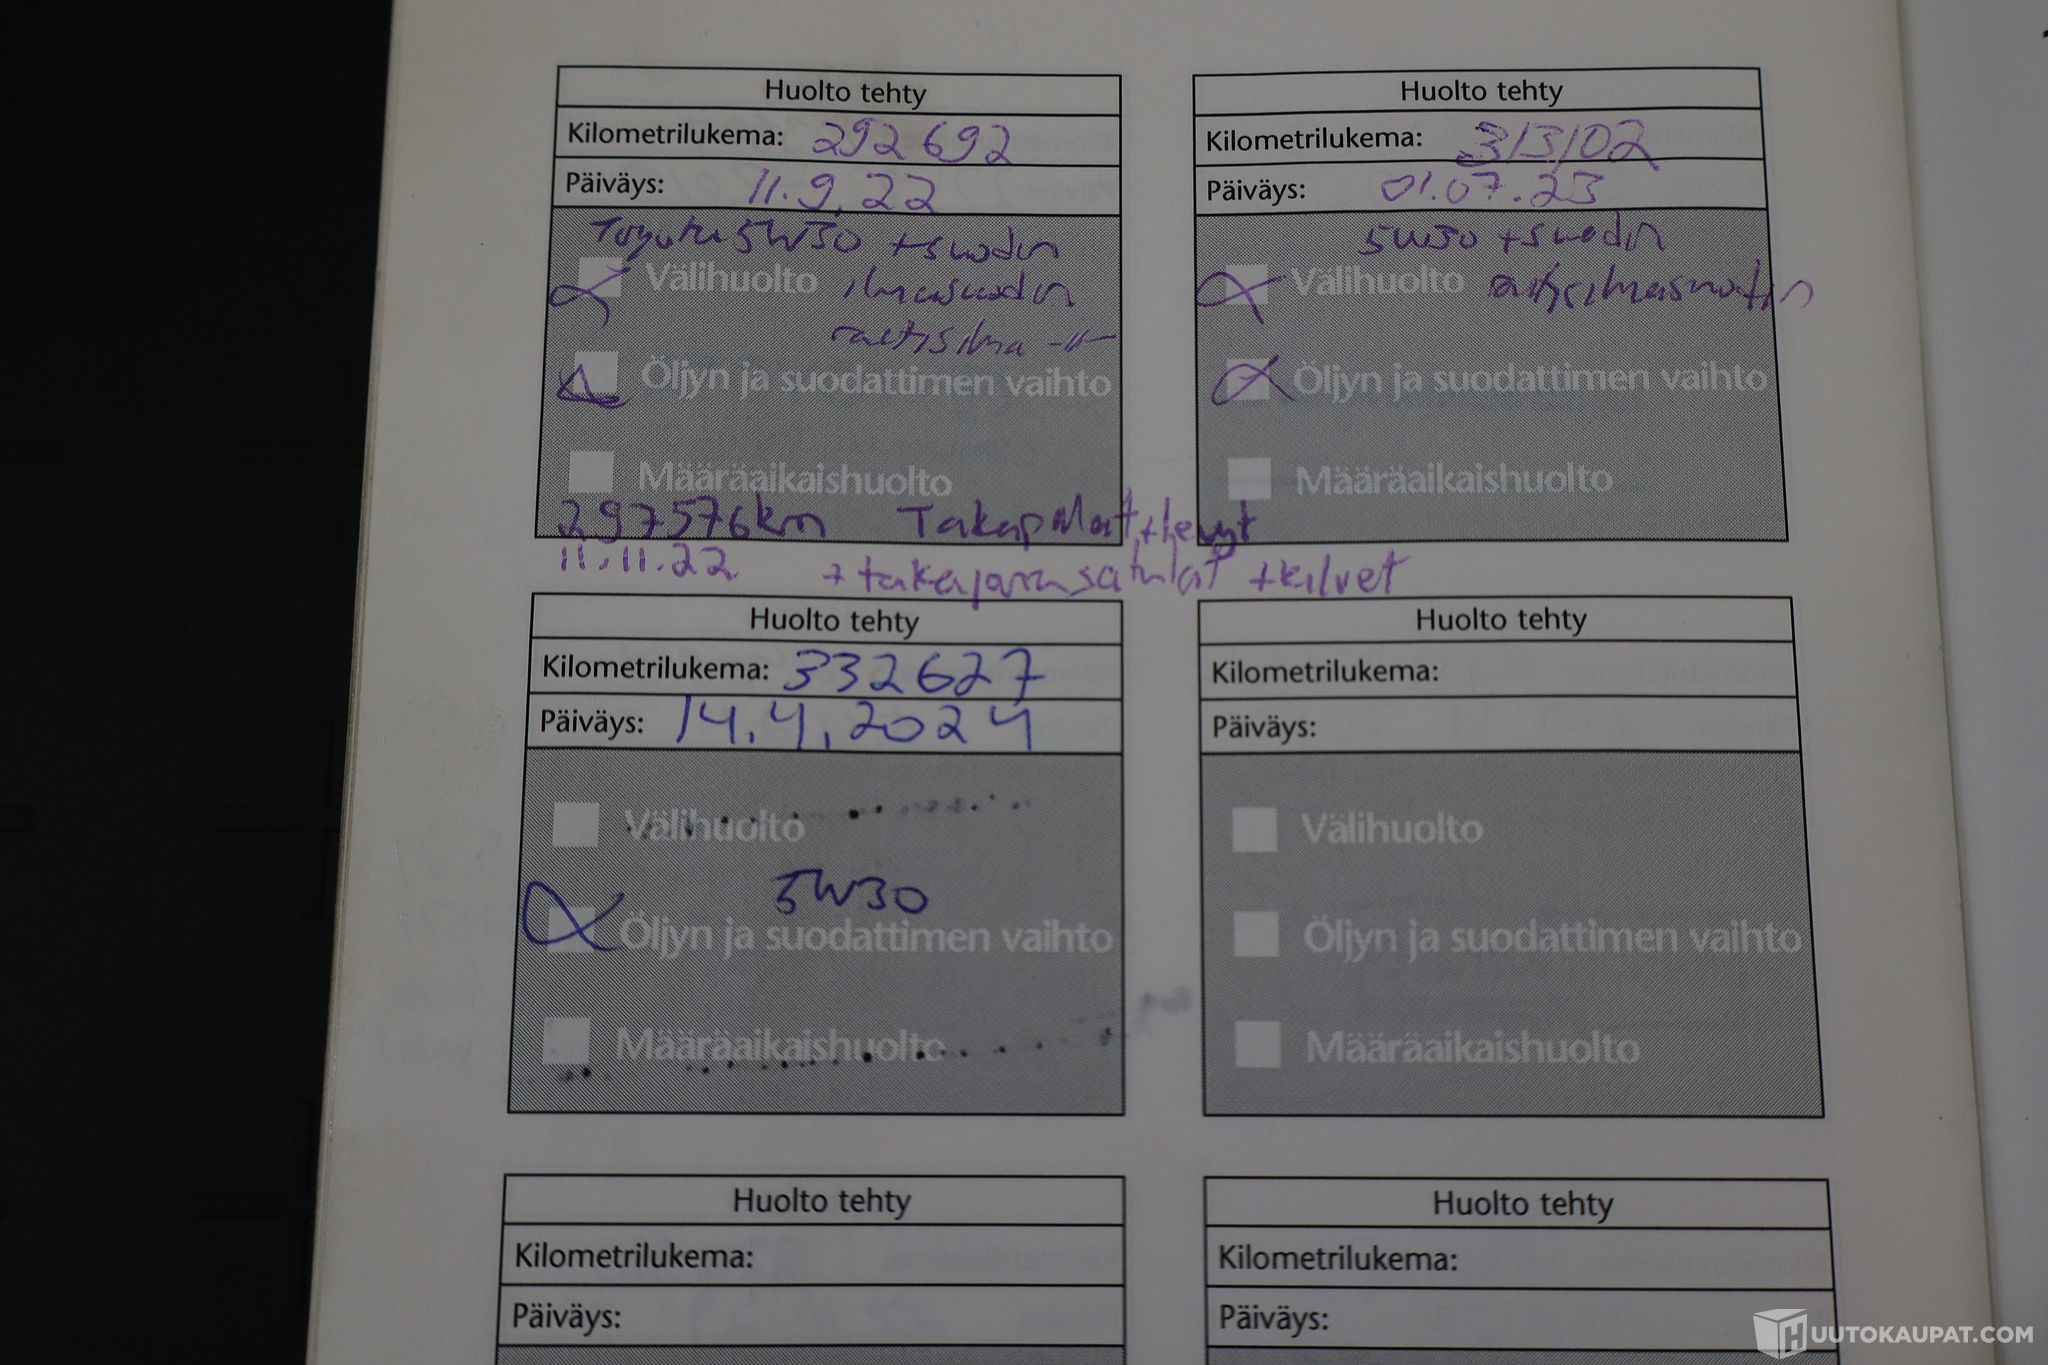 Huolto tehty
Kilometrilukema: 292692
Päiväys: 11.9.22
5W30 + suodin
Välihuolto ilmasuodin
raitisilma -"-
Öljyn ja suodattimen vaihto
Määräaikaishuolto
297576km Takapalat + levyt
11.11.22 + takajarrusatulat + kilvet
Huolto tehty
Kilometrilukema: 313102
Päiväys: 01.07.23
5W30 + suodin
Välihuolto
Öljyn ja suodattimen vaihto
Määräaikaishuolto
Huolto tehty
Kilometrilukema: 332627
Päiväys: 14.4.2024
Välihuolto
5W30
Öljyn ja suodattimen vaihto
Määräaikaishuolto
Huolto tehty
Kilometrilukema:
Päiväys:
Välihuolto
Öljyn ja suodattimen vaihto
Määräaikaishuolto
Huolto tehty
Kilometrilukema:
Päiväys:
Huolto tehty
Kilometrilukema:
Päiväys:
HUUTOKAUPAT.COM